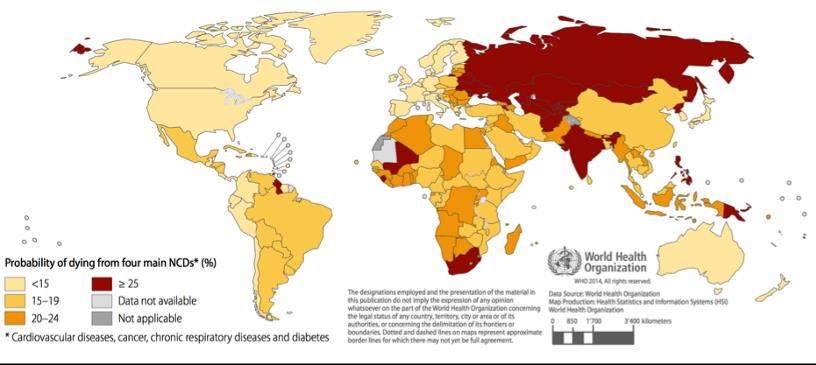 Probability of dying from four main NCDs* (%)
<15
≥ 25
15–19
Data not available
20–24
Not applicable
* Cardiovascular diseases, cancer, chronic respiratory diseases and diabetes
The designations employed and the presentation of the material in
this publication do not imply the expression of any opinion
whatsoever on the part of the World Health Organization concerning
the legal status of any country, territory, city or area or of its
authorities, or concerning the delimitation of its frontiers or
boundaries. Dotted and dashed lines on maps represent approximate
border lines for which there may not yet be full agreement.
World Health
Organization
WHO 2014, All rights reserved.
Data Source: World Health Organization
Map Production: Health Statistics and Information Systems (HSI)
World Health Organization
0 850 1'700 3'400 kilometers